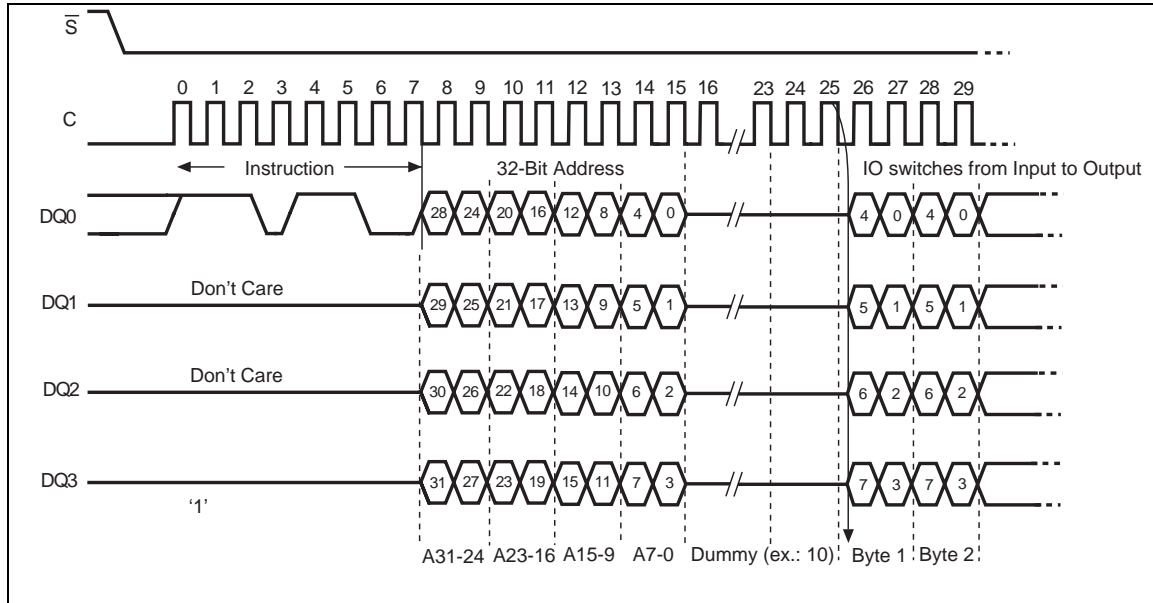 S
0 1 2 3 4 5 6 7 8 9 10 11 12 13 14 15 16 23 24 25 26 27 28 29
C
Instruction 32-Bit Address IO switches from Input to Output
DQ0 28 24 20 16 12 8 4 0 4 0 4 0
Don't Care
DQ1 29 25 21 17 13 9 5 1 5 1 5 1
Don't Care
DQ2 30 26 22 18 14 10 6 2 6 2 6 2
DQ3 31 27 23 19 15 11 7 3 7 3 7 3
‘1’
A31-24 A23-16 A15-9 A7-0 Dummy (ex.: 10) Byte 1 Byte 2